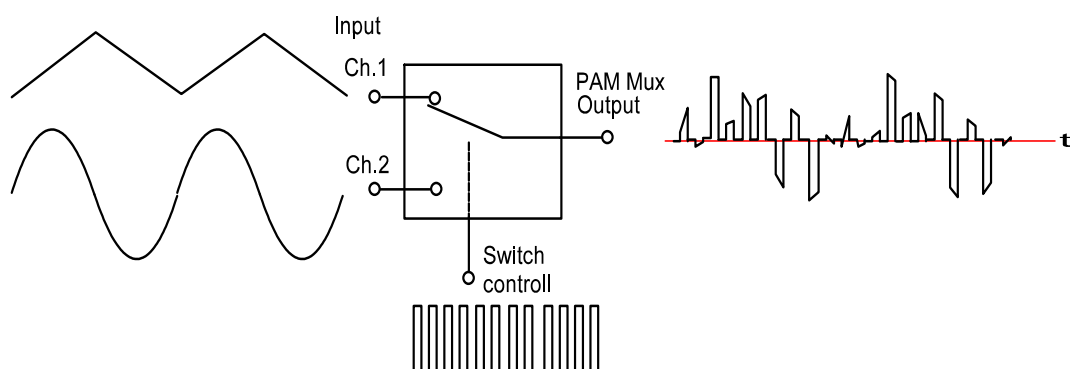 Input
Ch.1
PAM Mux
Output
t
Ch.2
Switch
controll